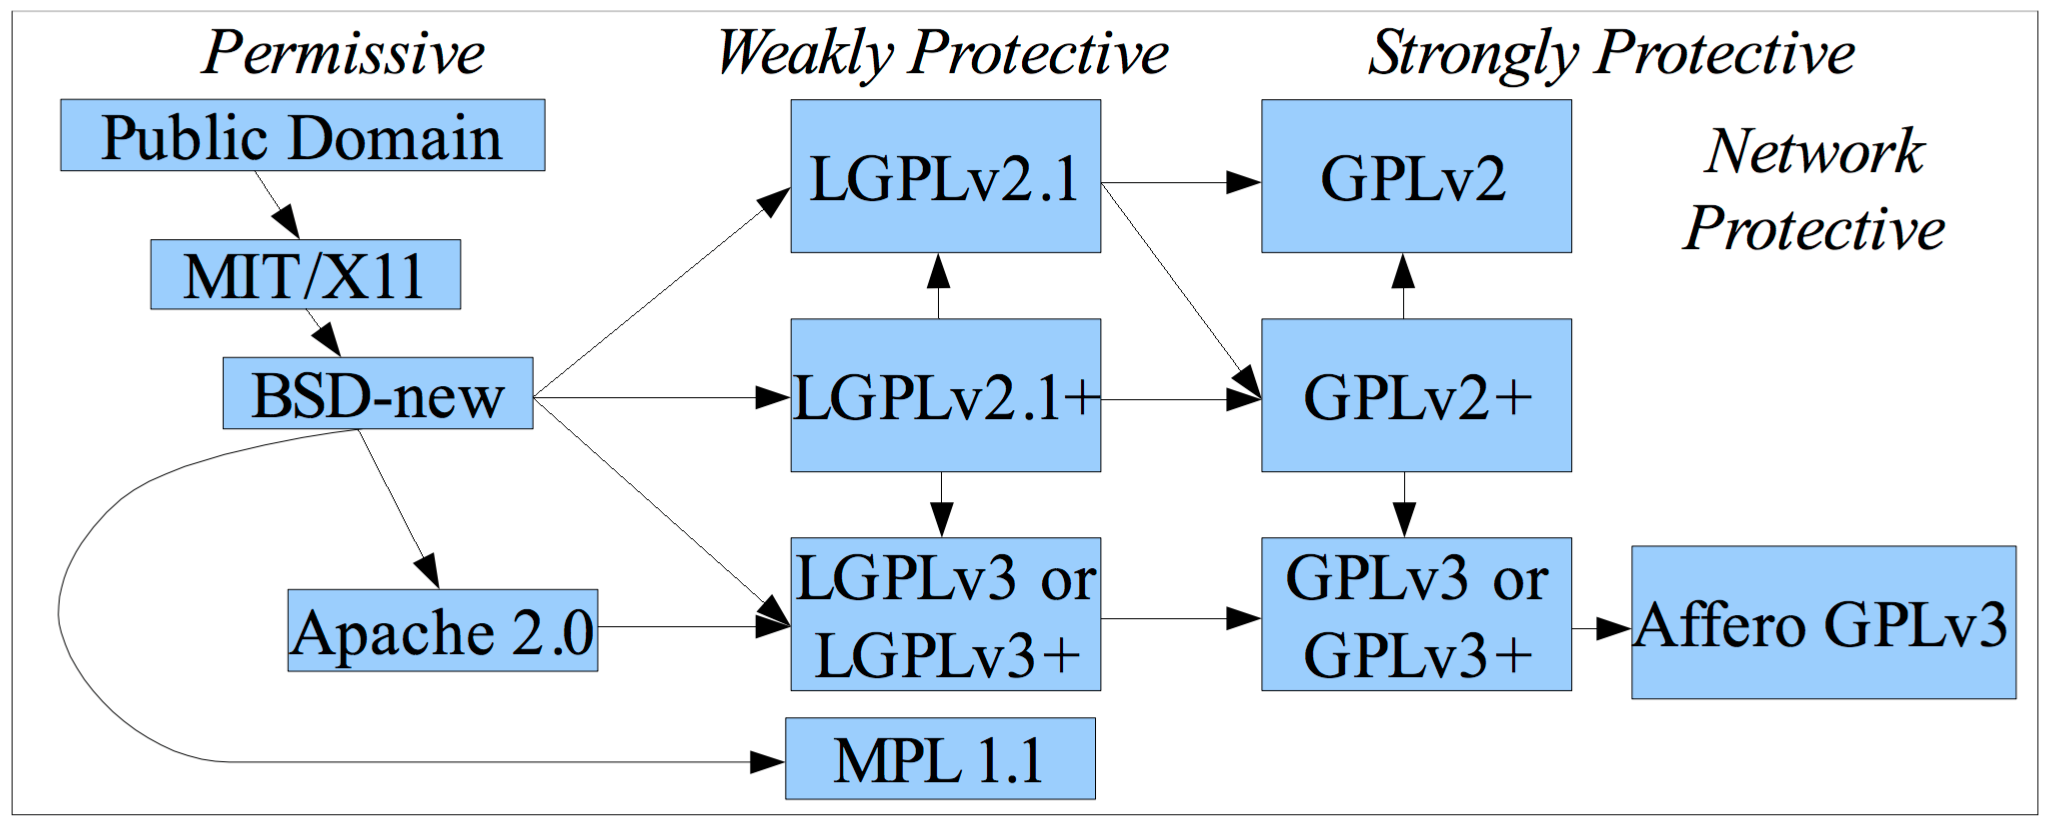 Permissive
Weakly Protective
Strongly Protective
Public Domain
LGPLv2.1
GPLv2
Network
Protective
MIT/X11
BSD-new
LGPLv2.1+
GPLv2+
Apache 2.0
LGPLv3 or
LGPLv3+
GPLv3 or
GPLv3+
Affero GPLv3
MPL 1.1